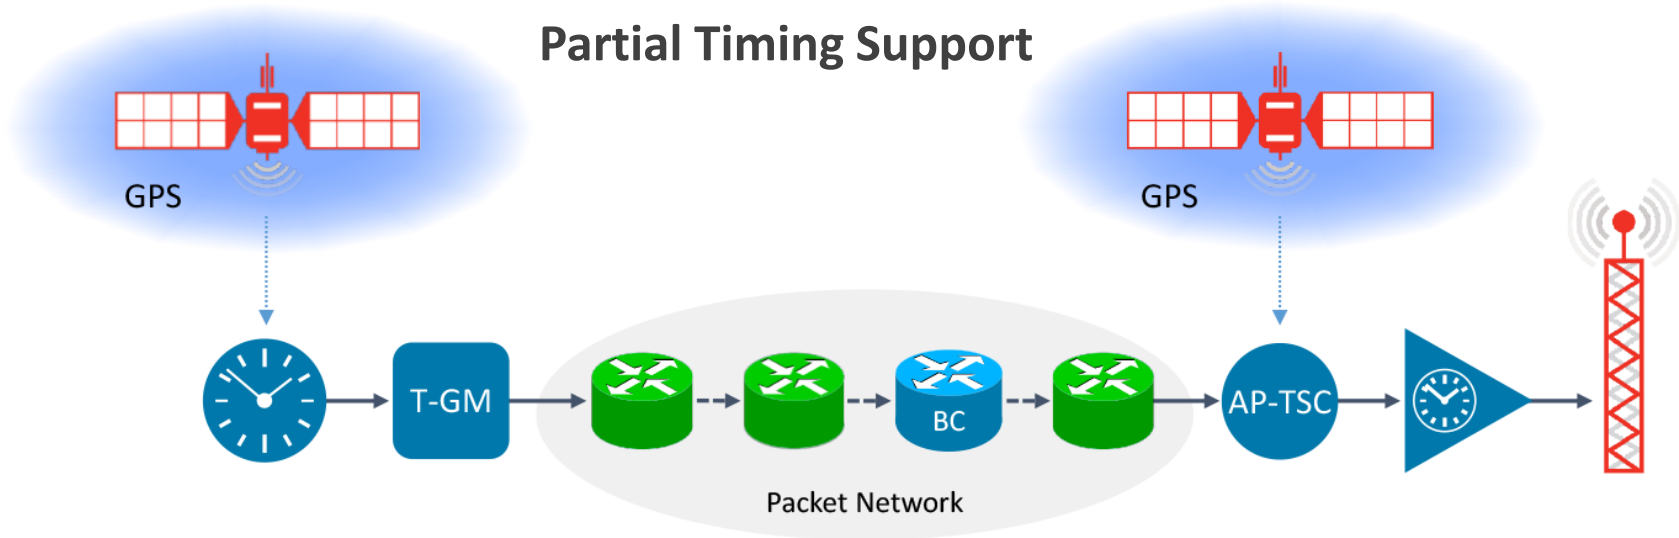 Partial Timing Support
GPS
GPS
T-GM
BC
AP-TSC
Packet Network